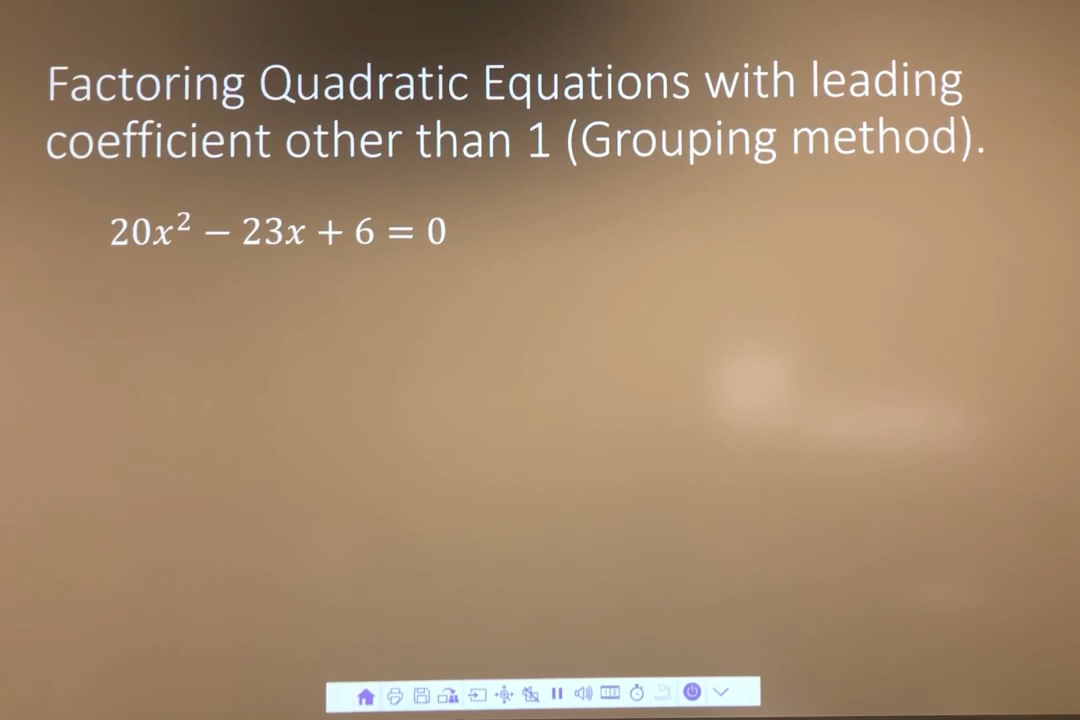 Factoring Quadratic Equations with leading
coefficient other than 1 (Grouping method).
20x² − 23x + 6 = 0